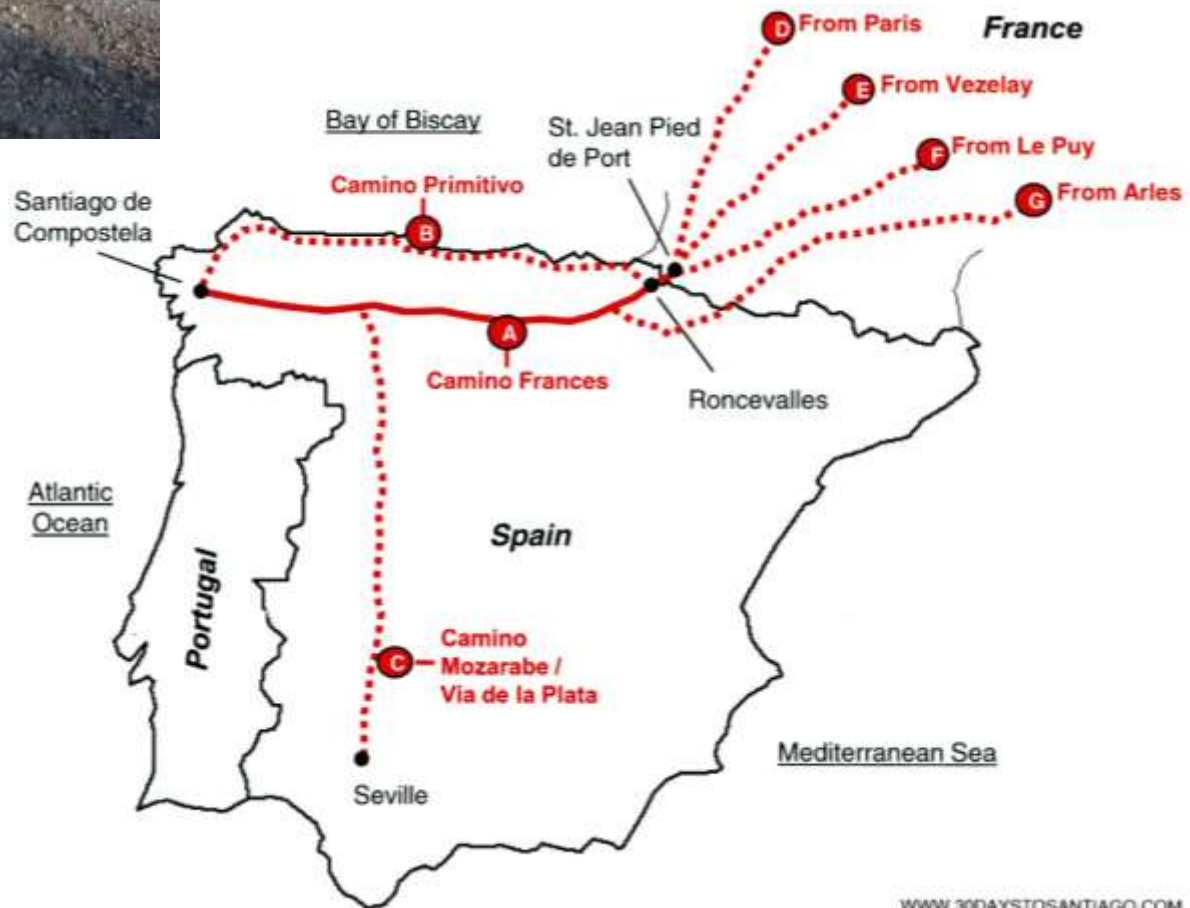 D
From Paris
France
E
From Vezelay
Bay of Biscay
St. Jean Pied
de Port
F
From Le Puy
Camino Primitivo
G
From Arles
Santiago de
Compostela
B
A
Camino Frances
Roncevalles
Atlantic
Ocean
Spain
Portugal
C
Camino
Mozarabe /
Via de la Plata
Mediterranean Sea
Seville
WWW.30DAYSTOSANTIAGO.COM